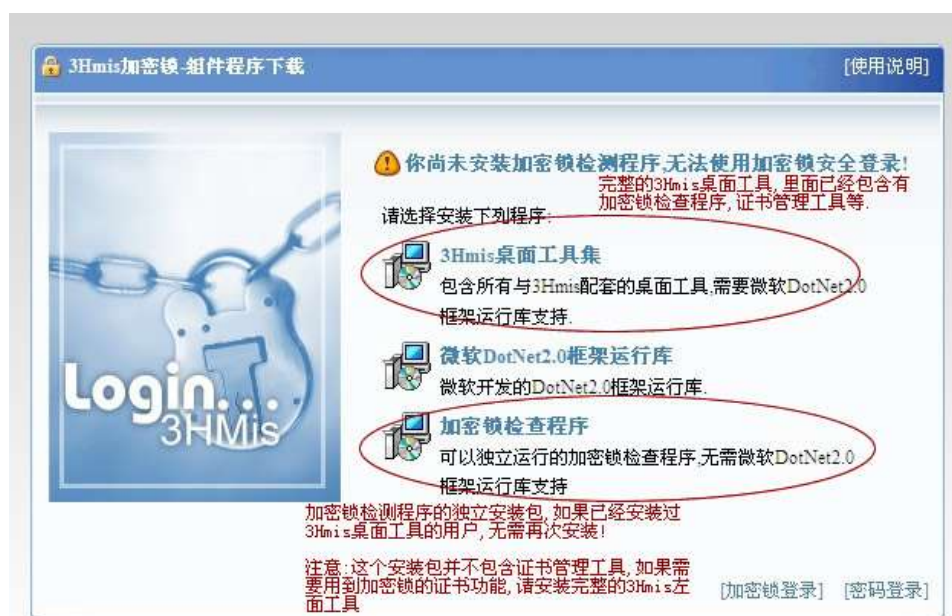 3Hmis加密锁-组件程序下载
[使用说明]
你尚未安装加密锁检测程序,无法使用加密锁安全登录!
完整的3Hmis桌面工具,里面已经包含有
加密锁检查程序,证书管理工具等.
请选择安装下列程序:
3Hmis桌面工具集
包含所有与3Hmis配套的桌面工具,需要微软DotNet2.0
框架运行库支持.
微软DotNet2.0框架运行库
微软开发的DotNet2.0框架运行库.
Login...
3HMis
加密锁检查程序
可以独立运行的加密锁检查程序,无需微软DotNet2.0
框架运行库支持
加密锁检测程序的独立安装包,如果已经安装过
3Hmis桌面工具的用户,无需再次安装!
注意:这个安装包并不包含证书管理工具,如果需
要用到加密锁的证书功能,请安装完整的3Hmis左
面工具
[加密锁登录]
[密码登录]